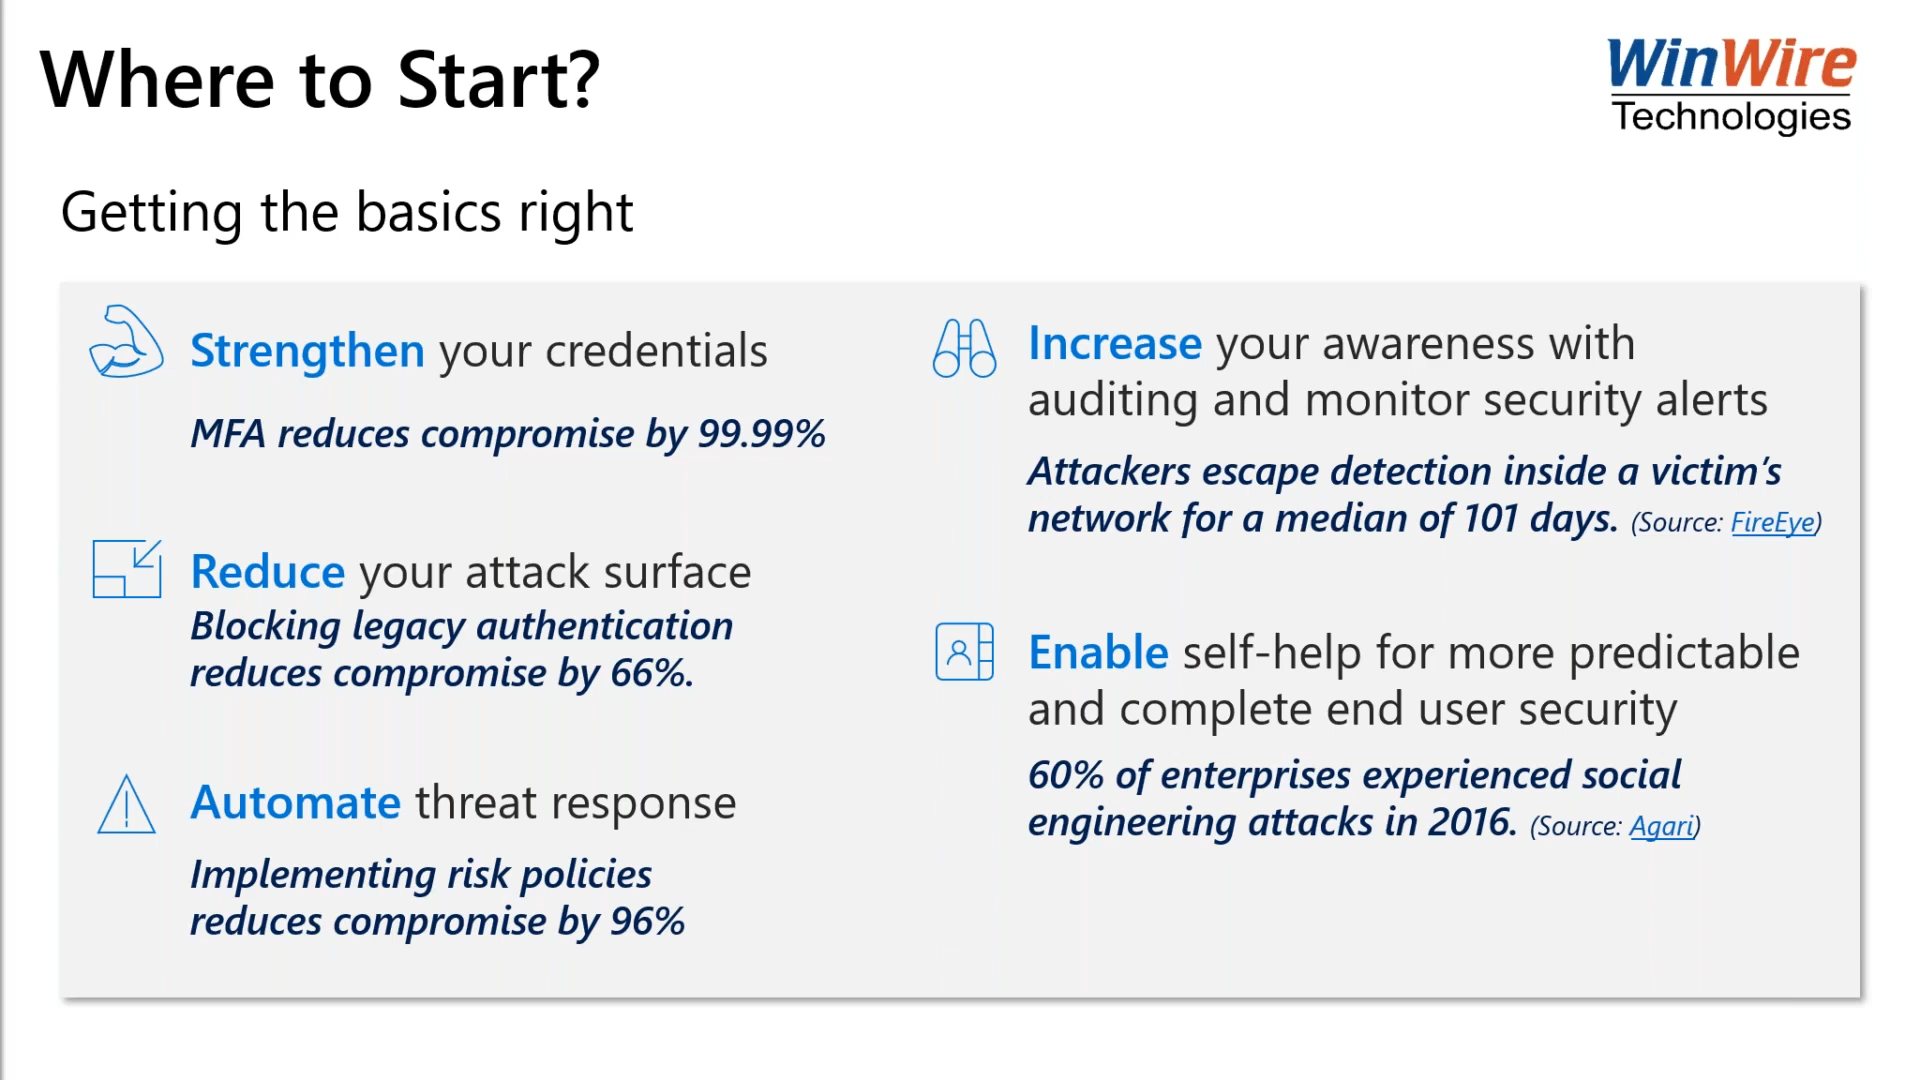 Where to Start?
WinWire
Technologies
Getting the basics right
Strengthen your credentials
MFA reduces compromise by 99.99%
Reduce your attack surface
Blocking legacy authentication
reduces compromise by 66%.
Automate threat response
Implementing risk policies
reduces compromise by 96%
Increase your awareness with
auditing and monitor security alerts
Attackers escape detection inside a victim’s
network for a median of 101 days. (Source: FireEye)
Enable self-help for more predictable
and complete end user security
60% of enterprises experienced social
engineering attacks in 2016. (Source: Agari)